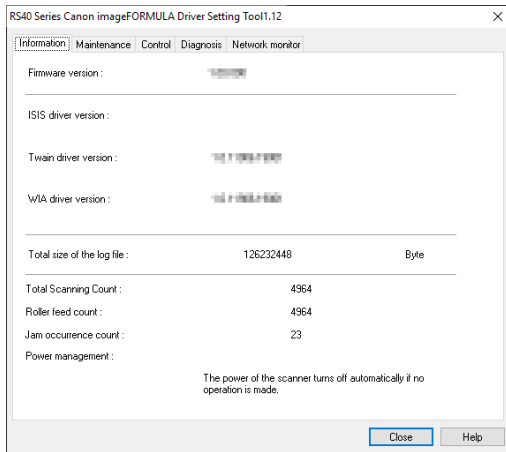 RS40 Series Canon imageFORMULA Driver Setting Tool1.12
Information Maintenance Control Diagnosis Network monitor
Firmware version :
ISIS driver version :
Twain driver version :
WIA driver version :
Total size of the log file : 126232448 Byte
Total Scanning Count : 4964
Roller feed count : 4964
Jam occurrence count : 23
Power management :
The power of the scanner turns off automatically if no
operation is made.
Close Help